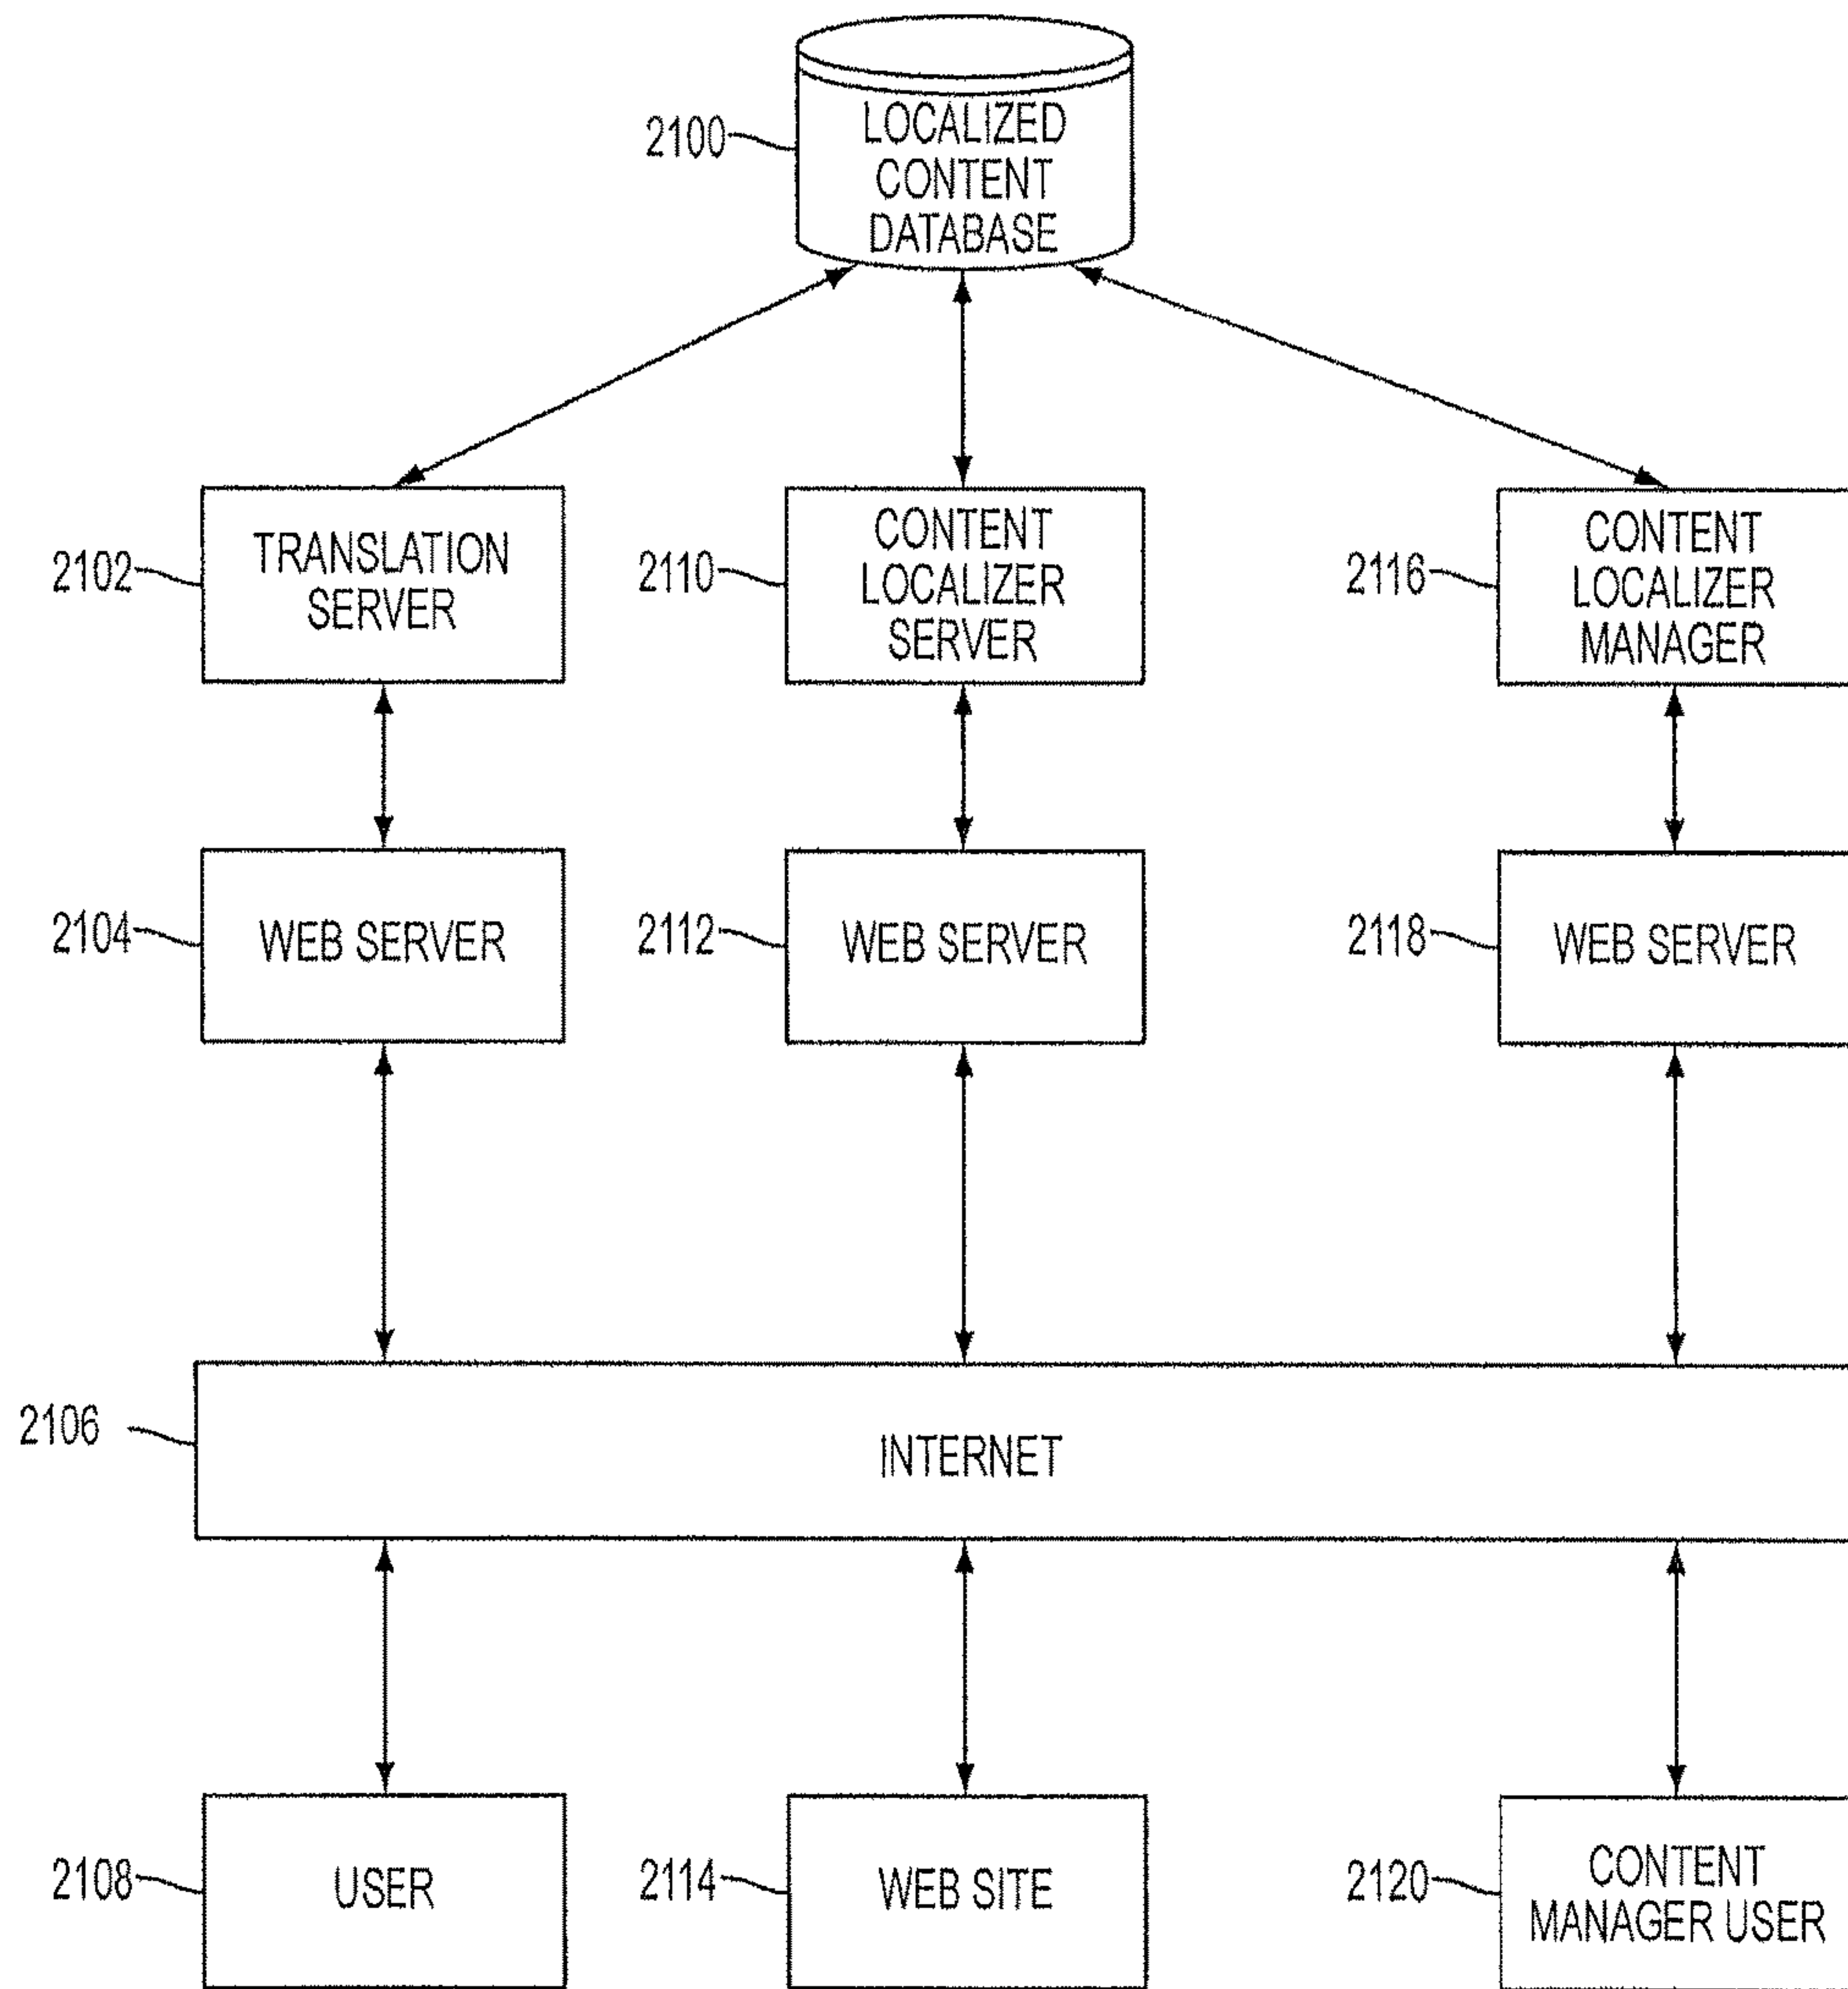 2100
LOCALIZED
CONTENT
DATABASE
2102
TRANSLATION
SERVER
2110
CONTENT
LOCALIZER
SERVER
2116
CONTENT
LOCALIZER
MANAGER
2104
WEB SERVER
2112
WEB SERVER
2118
WEB SERVER
2106
INTERNET
2108
USER
2114
WEB SITE
2120
CONTENT
MANAGER USER